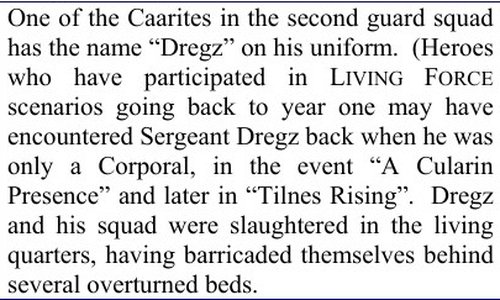 One of the Caarites in the second guard squad
has the name “Dregz” on his uniform.  (Heroes
who have participated in LIVING FORCE
scenarios going back to year one may have
encountered Sergeant Dregz back when he was
only a Corporal, in the event “A Cularin
Presence” and later in “Tilnes Rising”.  Dregz
and his squad were slaughtered in the living
quarters, having barricaded themselves behind
several overturned beds.